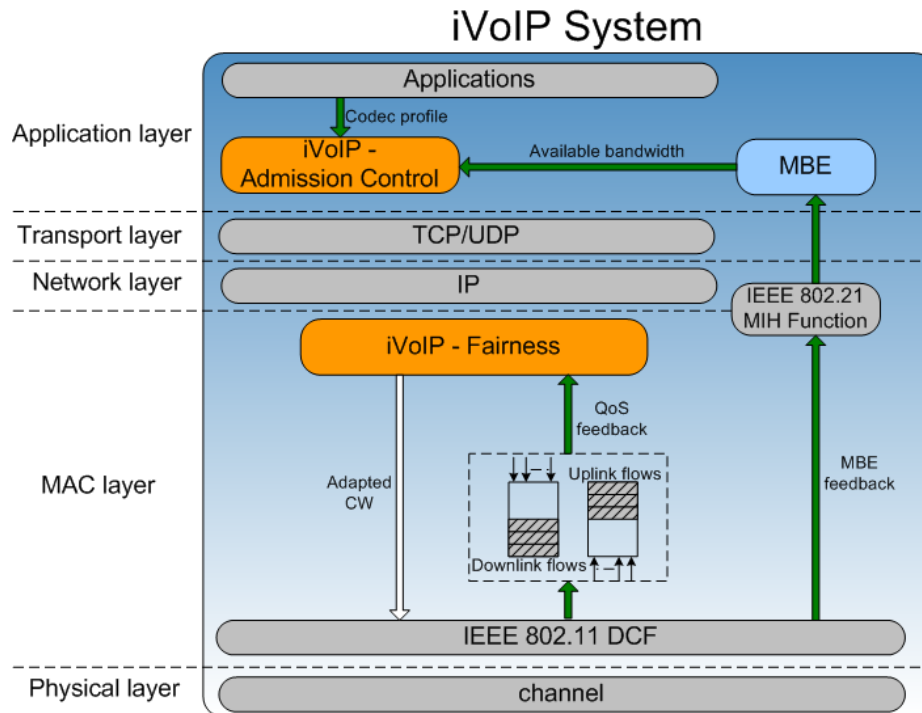 iVoIP System
Applications
Application layer
Codec profile
iVoIP -
Admission Control
Available bandwidth
MBE
Transport layer
TCP/UDP
Network layer
IP
IEEE 802.21
MIH Function
iVoIP - Fairness
QoS
feedback
MAC layer
Adapted
CW
Uplink flows
Downlink flows
MBE
feedback
IEEE 802.11 DCF
Physical layer
channel